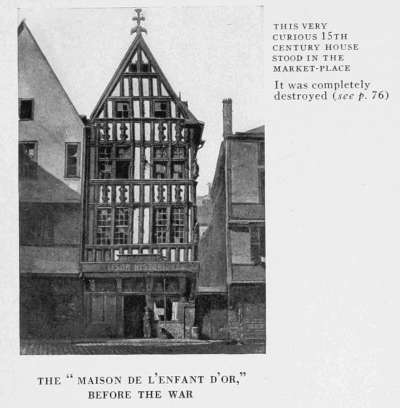 THIS VERY
CURIOUS 15TH
CENTURY HOUSE
STOOD IN THE
MARKET-PLACE
It was completely
destroyed (see p. 76)
THE “ MAISON DE L’ENFANT D’OR,”
BEFORE THE WAR